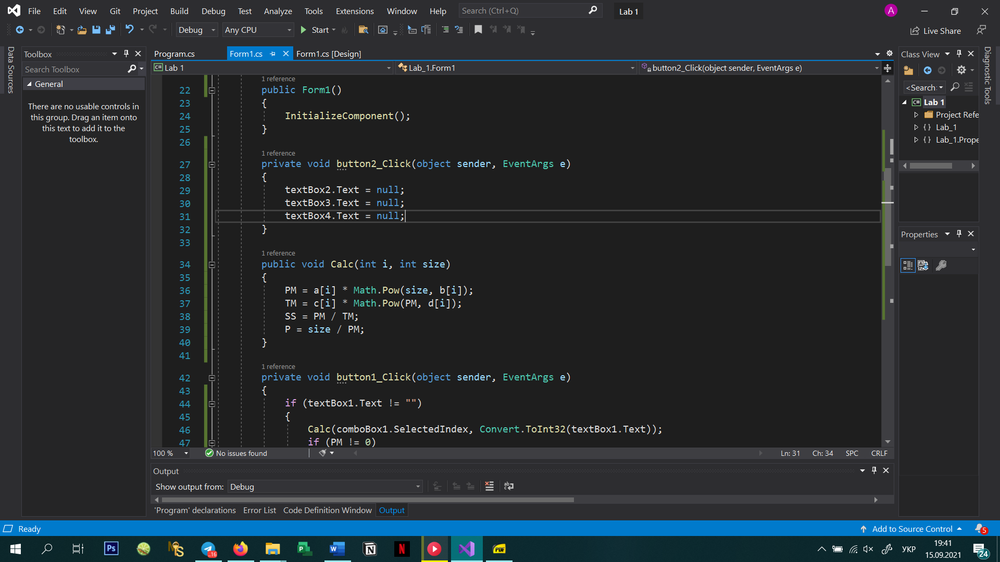 File Edit View Git Project Build Debug Test Analyze Tools Extensions Window Help Search (Ctrl+Q) Lab 1 A
Debug Any CPU Start Live Share
Data Sources
Toolbox
Search Toolbox
General
There are no usable controls in
this group. Drag an item onto
this text to add it to the
toolbox.
Program.cs Form1.cs Form1.cs [Design]
C# Lab 1 Lab_1.Form1 button2_Click(object sender, EventArgs e)
1 reference
22 public Form1()
23 {
24 InitializeComponent();
25 }
26
1 reference
27 private void button2_Click(object sender, EventArgs e)
28 {
29 textBox2.Text = null;
30 textBox3.Text = null;
31 textBox4.Text = null;
32 }
33
1 reference
34 public void Calc(int i, int size)
35 {
36 PM = a[i] * Math.Pow(size, b[i]);
37 TM = c[i] * Math.Pow(PM, d[i]);
38 SS = PM / TM;
39 P = size / PM;
40 }
41
1 reference
42 private void button1_Click(object sender, EventArgs e)
43 {
44 if (textBox1.Text != "")
45 {
46 Calc(comboBox1.SelectedIndex, Convert.ToInt32(textBox1.Text));
47 if (PM != 0)
100 % No issues found Ln: 31 Ch: 34 SPC CRLF
Output
Show output from: Debug
'Program' declarations Error List Code Definition Window Output
Class View
<Search
C# Lab 1
Project Refe
{ } Lab_1
{ } Lab_1.Prope
Properties
Diagnostic Tools
Ready Add to Source Control 5
Ps 16 P W N N PDF УКР 19:41
15.09.2021 24